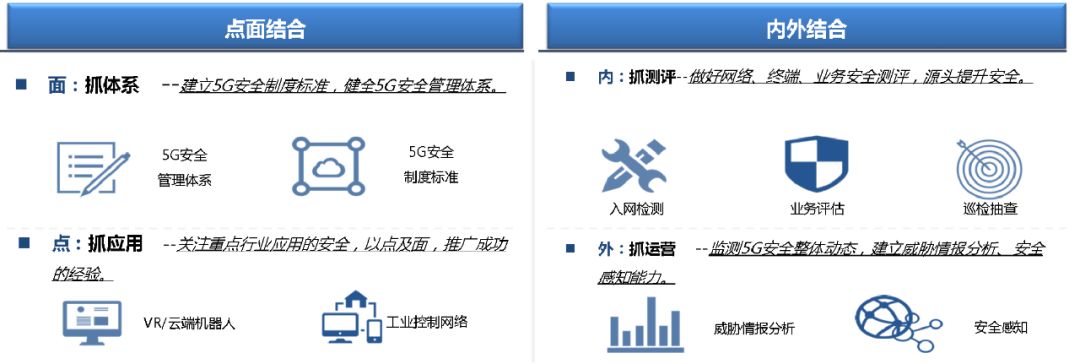 点面结合
面：抓体系 --建立5G安全制度标准，健全5G安全管理体系。
5G安全
管理体系
5G安全
制度标准
点：抓应用 --关注重点行业应用的安全，以点及面，推广成功
的经验。
VR/云端机器人
工业控制网络
内外结合
内：抓测评--做好网络、终端、业务安全测评，源头提升安全。
入网检测
业务评估
巡检抽查
外：抓运营 --监测5G安全整体动态，建立威胁情报分析、安全
感知能力。
威胁情报分析
安全感知